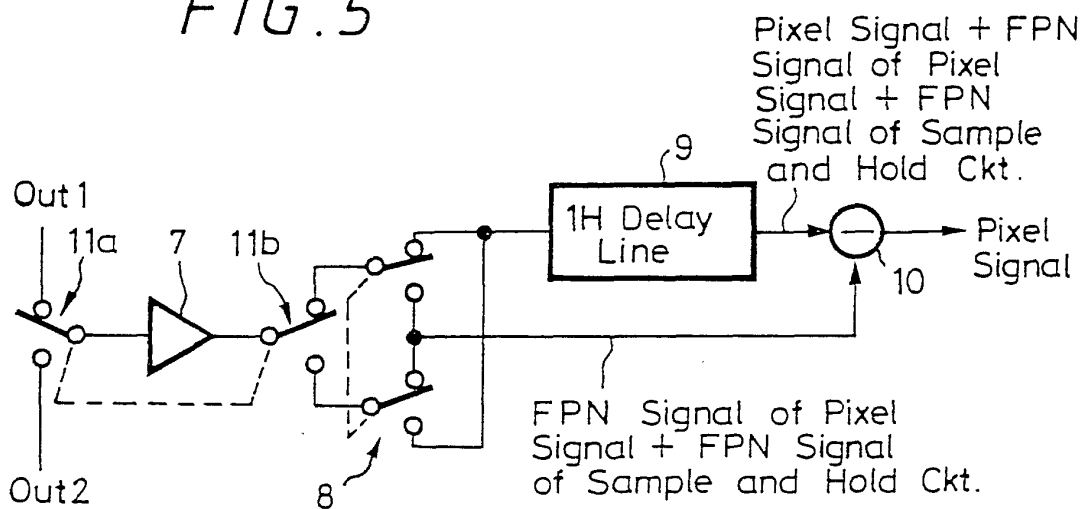 FIG.5
Pixel Signal + FPN
Signal of Pixel
Signal + FPN
Signal of Sample
and Hold Ckt.
9
Out1
11a
7
11b
1H Delay
Line
10
Pixel
Signal
8
FPN Signal of Pixel
Signal + FPN Signal
of Sample and Hold Ckt.
Out2